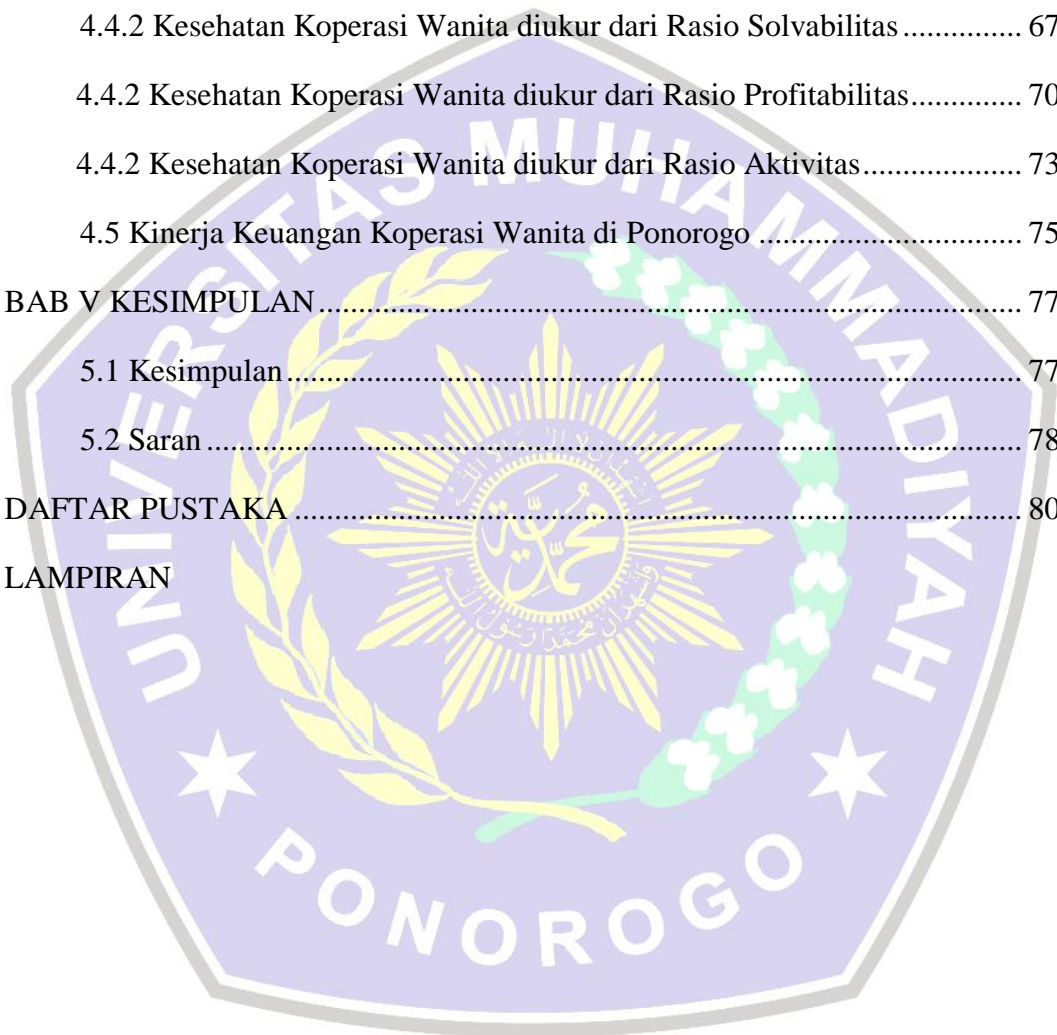 4.4.2 Kesehatan Koperasi Wanita diukur dari Rasio Solvabilitas............... 67
4.4.2 Kesehatan Koperasi Wanita diukur dari Rasio Profitabilitas.............. 70
4.4.2 Kesehatan Koperasi Wanita diukur dari Rasio Aktivitas.................... 73
4.5 Kinerja Keuangan Koperasi Wanita di Ponorogo................................. 75
BAB V KESIMPULAN........................................................................................ 77
5.1 Kesimpulan............................................................................................ 77
5.2 Saran...................................................................................................... 78
DAFTAR PUSTAKA........................................................................................... 80
LAMPIRAN
UNIVERSITAS MUHAMMADIYAH
PONOROGO